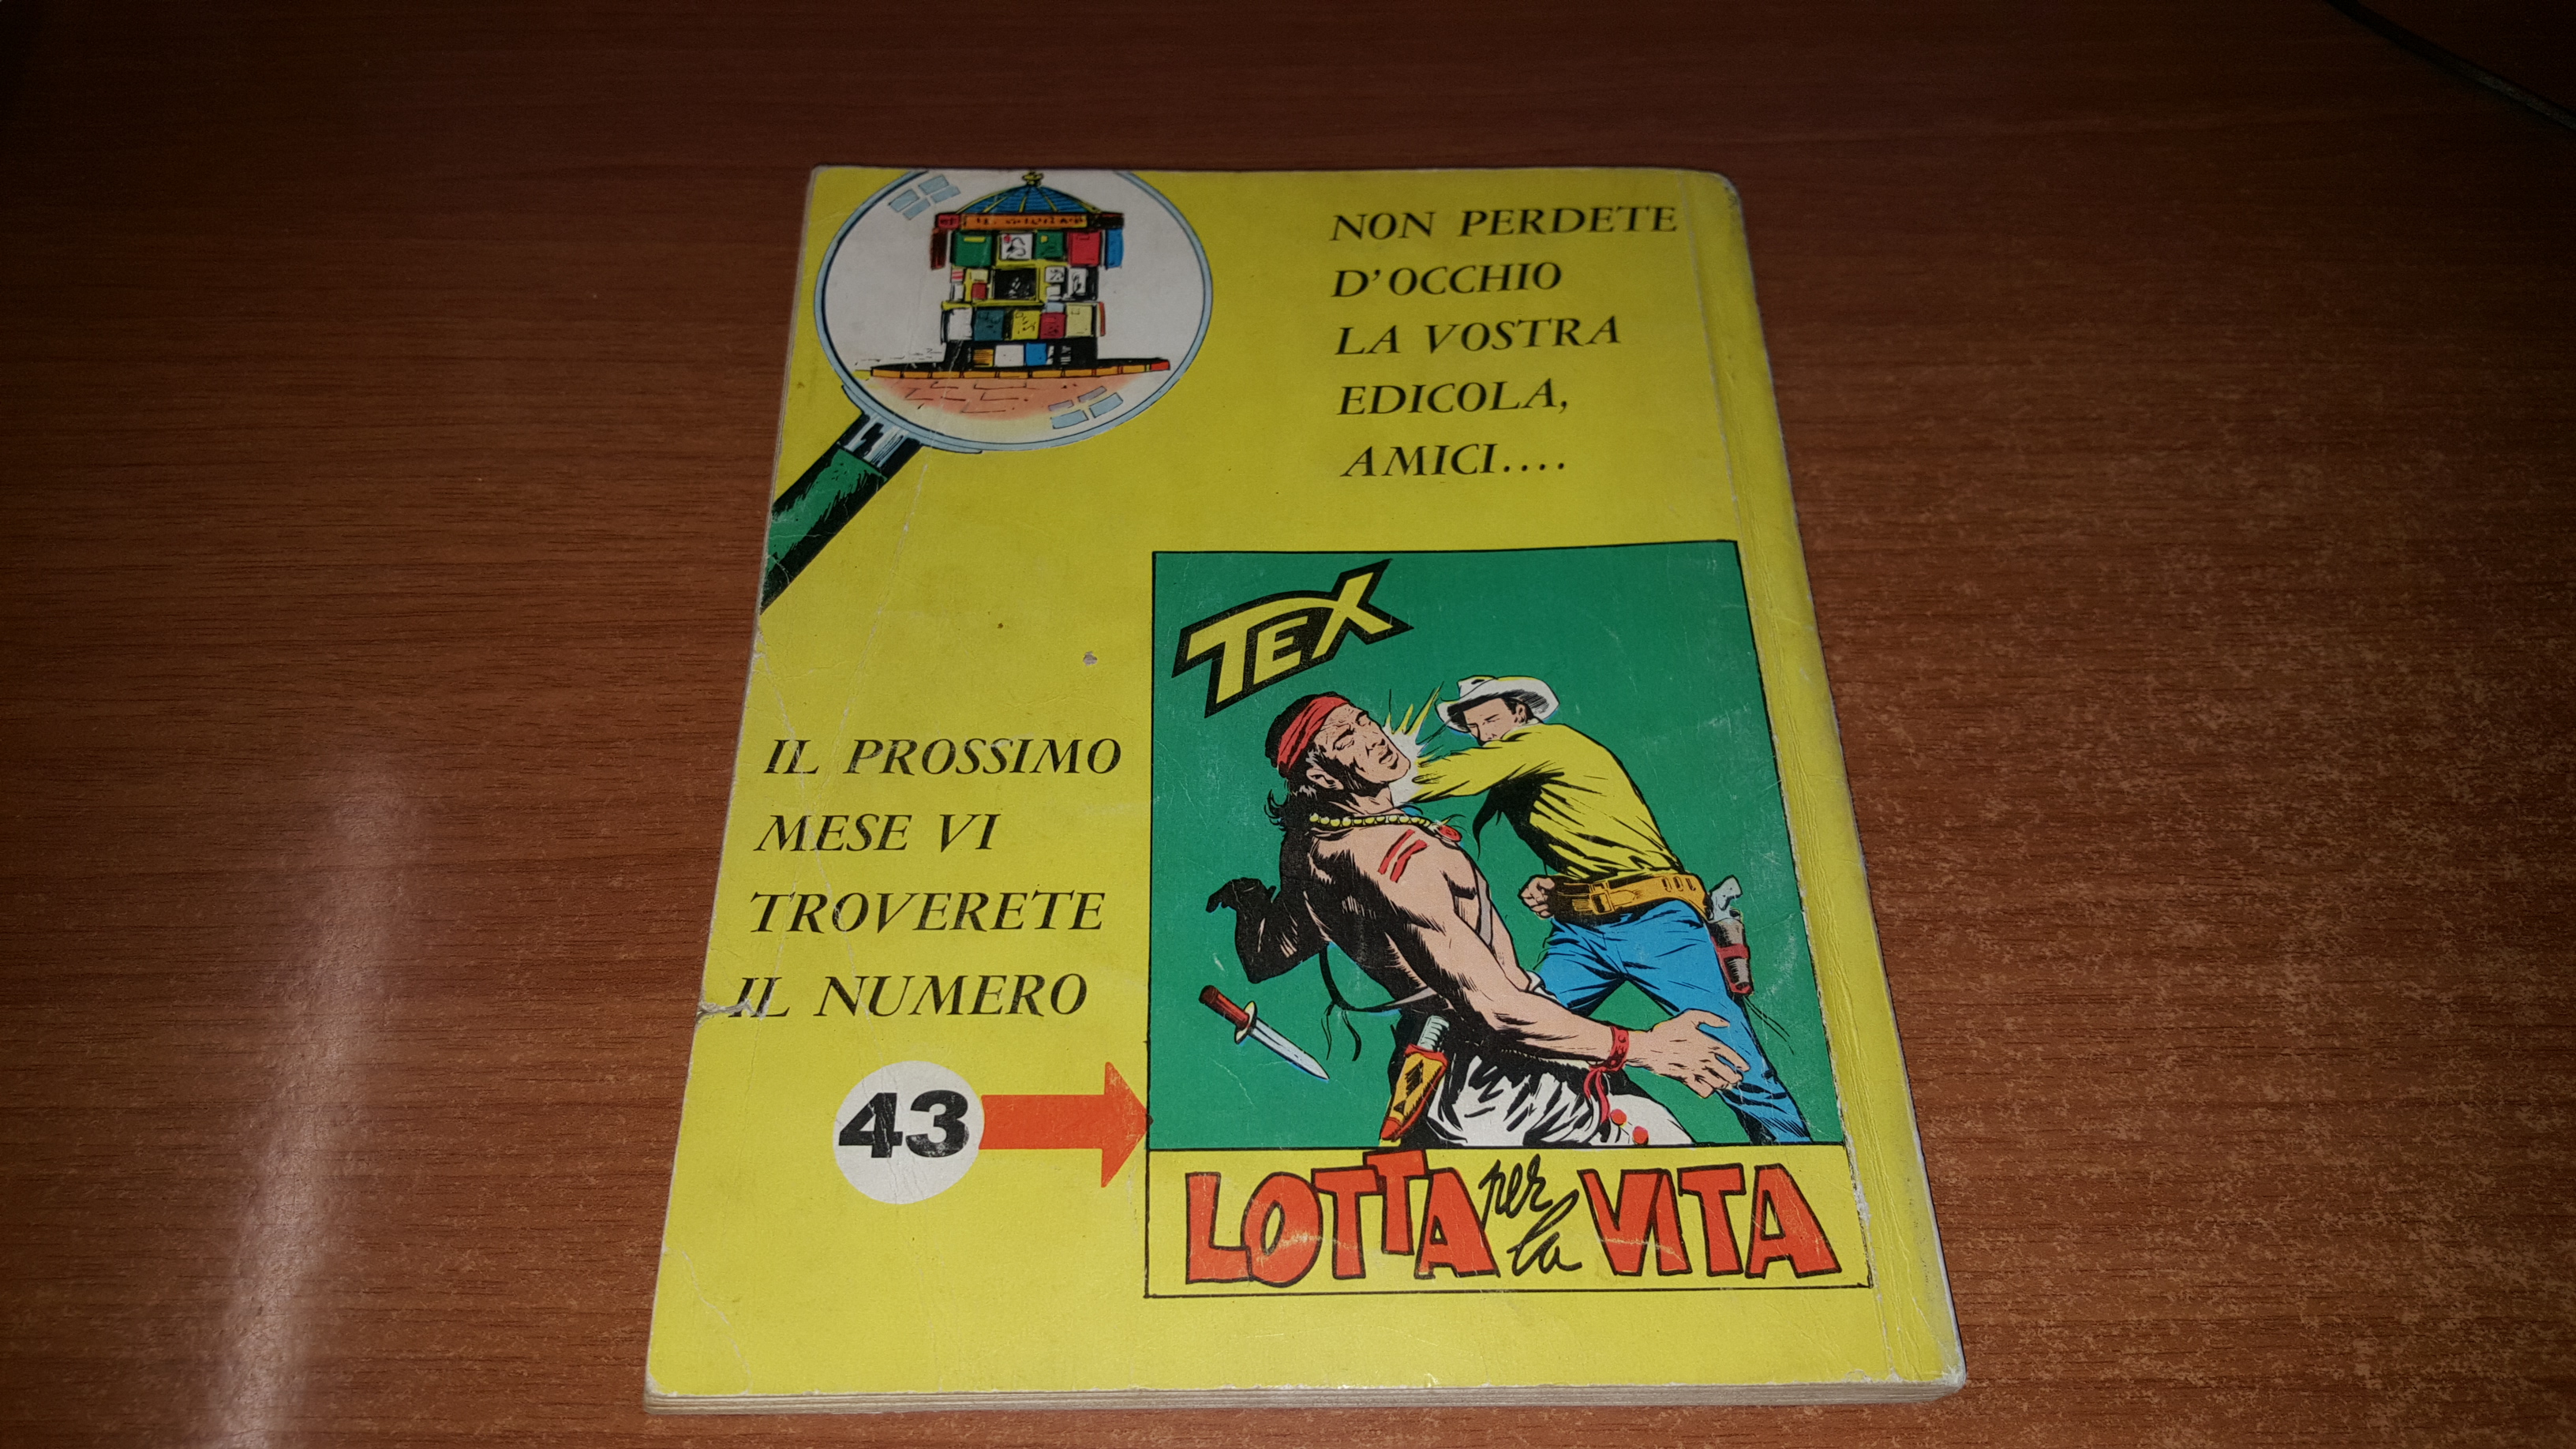 NON PERDETE
D'OCCHIO
LA VOSTRA
EDICOLA,
AMICI....
TEX
IL PROSSIMO
MESE VI
TROVERETE
IL NUMERO
43
LOTTA per la VITA